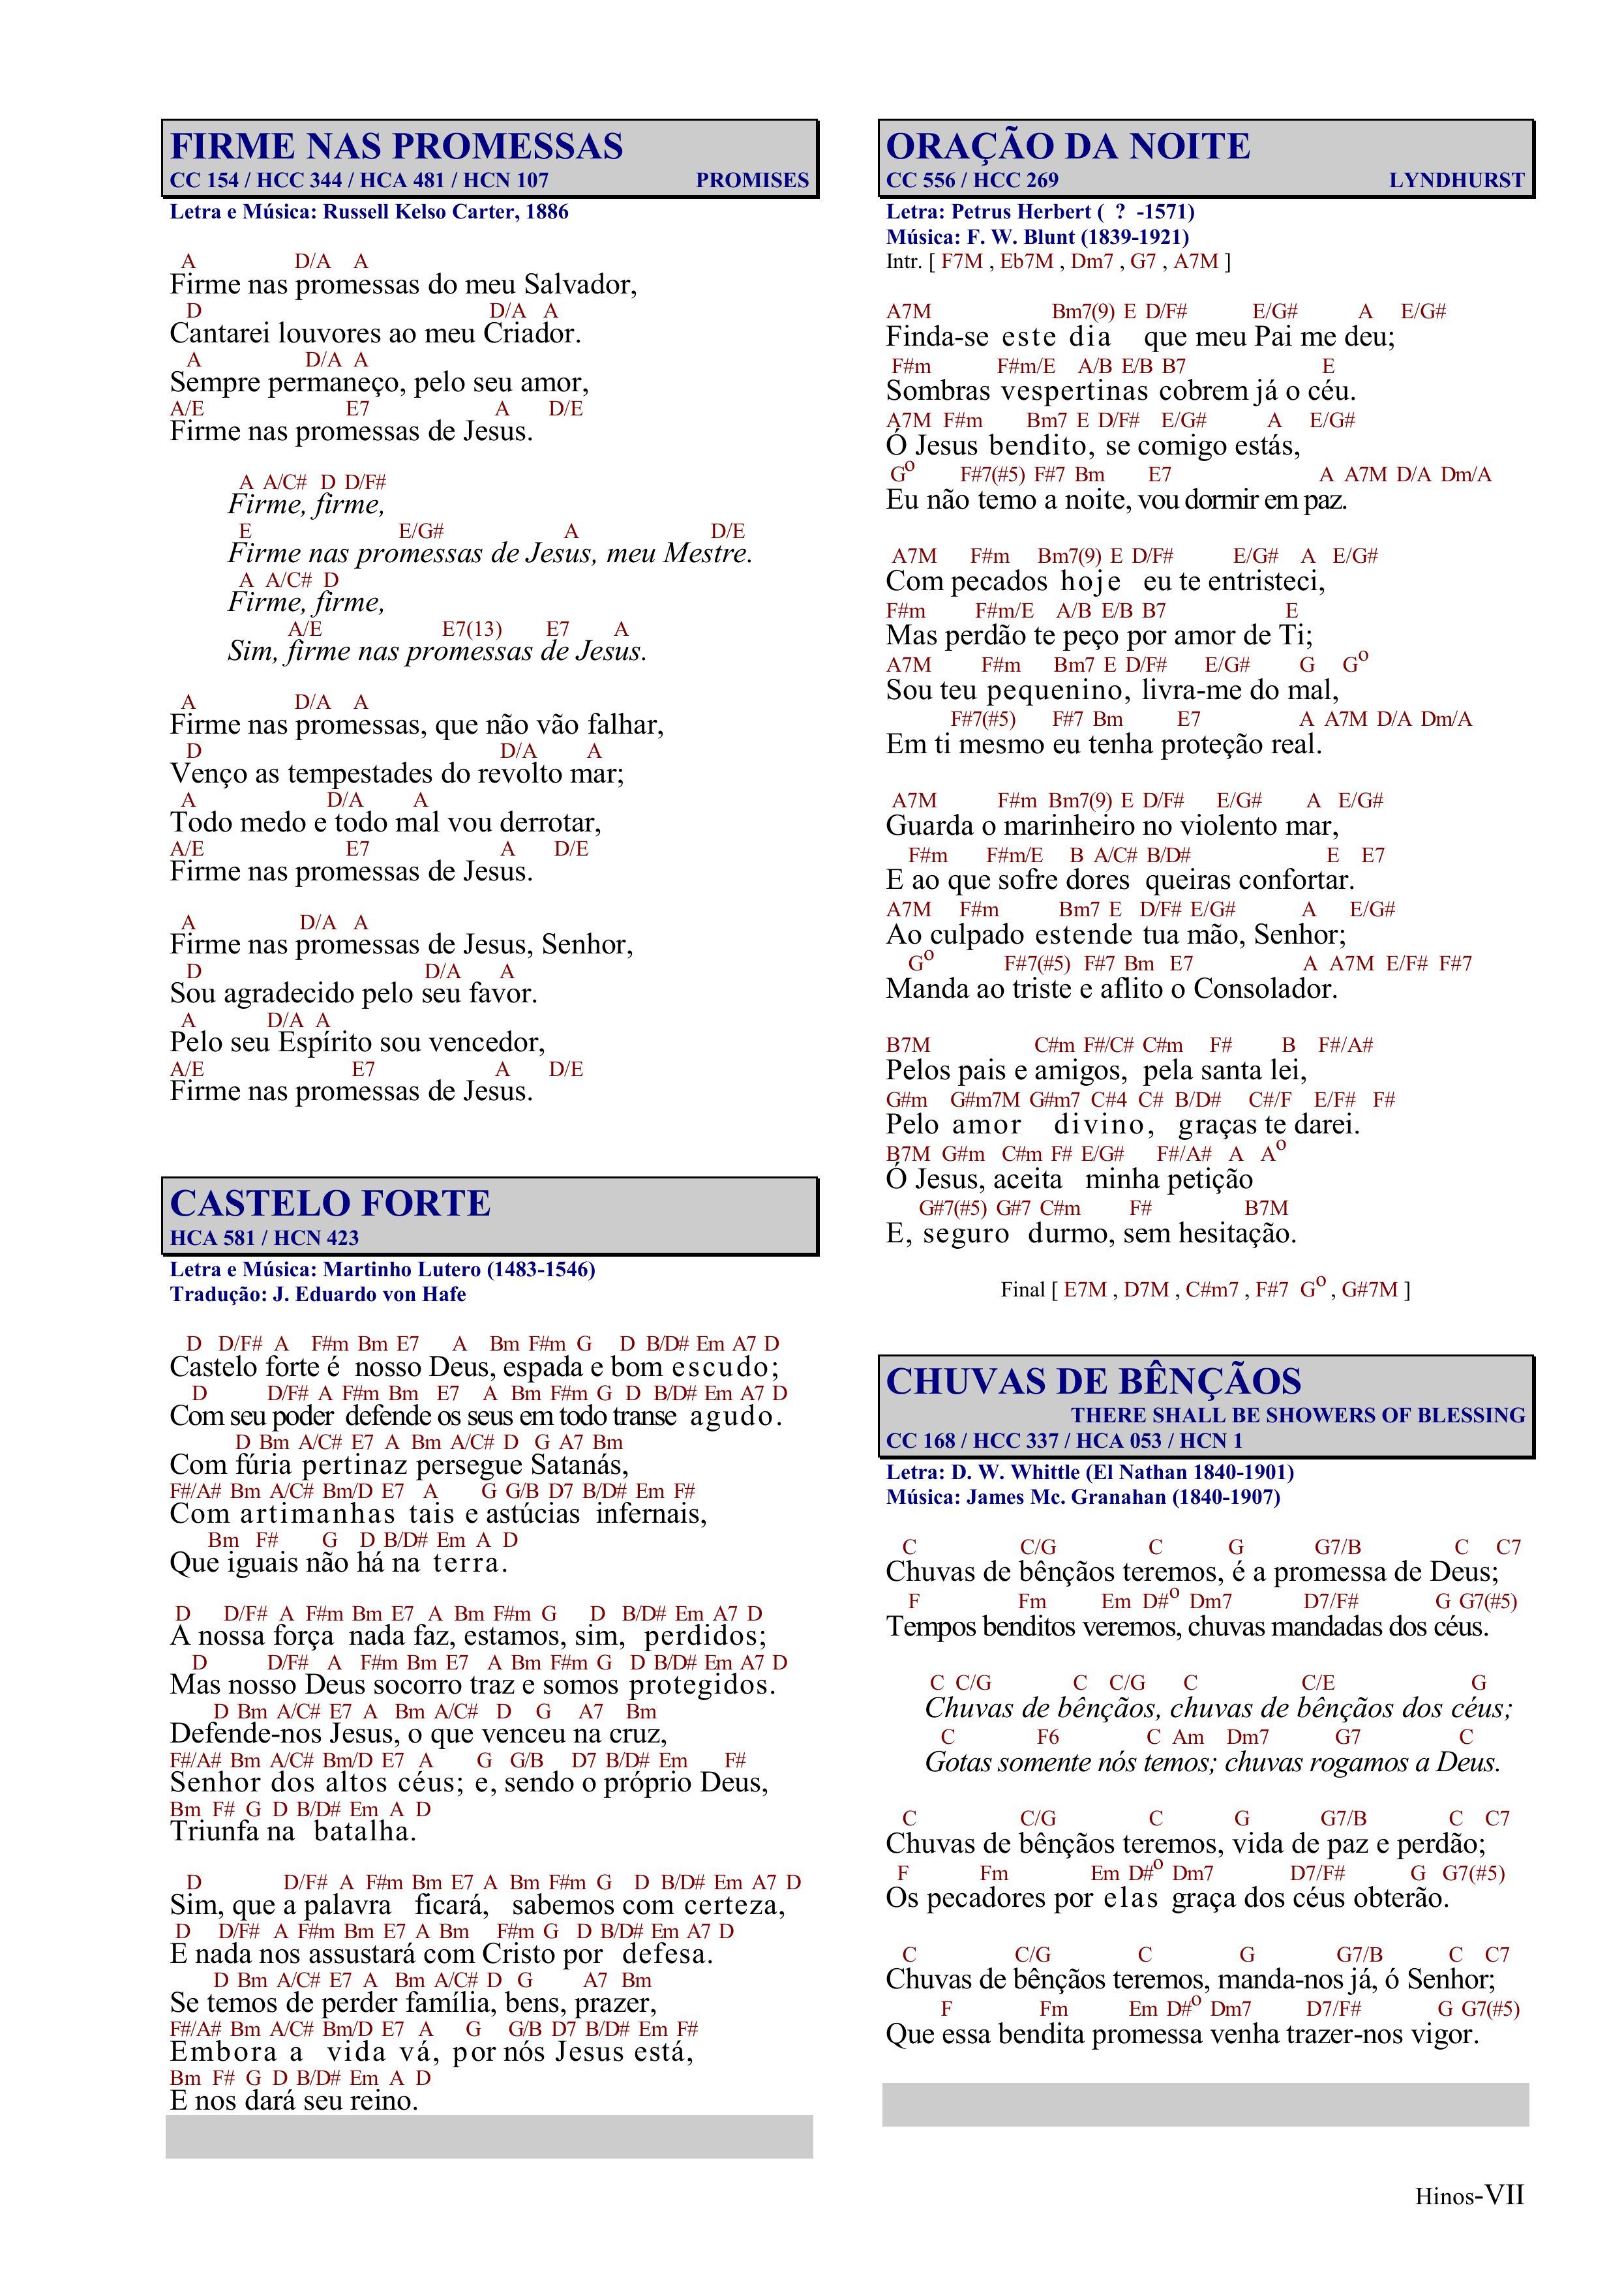 FIRME NAS PROMESSAS
CC 154 / HCC 344 / HCA 481 / HCN 107 PROMISES
Letra e Música: Russell Kelso Carter, 1886
A D/A A
Firme nas promessas do meu Salvador,
D D/A A
Cantarei louvores ao meu Criador.
A D/A A
Sempre permaneço, pelo seu amor,
A/E E7 A D/E
Firme nas promessas de Jesus.
A A/C# D D/F#
Firme, firme,
E E/G# A D/E
Firme nas promessas de Jesus, meu Mestre.
A A/C# D
Firme, firme,
A/E E7(13) E7 A
Sim, firme nas promessas de Jesus.
A D/A A
Firme nas promessas, que não vão falhar,
D D/A A
Venço as tempestades do revolto mar;
A D/A A
Todo medo e todo mal vou derrotar,
A/E E7 A D/E
Firme nas promessas de Jesus.
A D/A A
Firme nas promessas de Jesus, Senhor,
D D/A A
Sou agradecido pelo seu favor.
A D/A A
Pelo seu Espírito sou vencedor,
A/E E7 A D/E
Firme nas promessas de Jesus.
CASTELO FORTE
HCA 581 / HCN 423
Letra e Música: Martinho Lutero (1483-1546)
Tradução: J. Eduardo von Hafe
D D/F# A F#m Bm E7 A Bm F#m G D B/D# Em A7 D
Castelo forte é nosso Deus, espada e bom escudo;
D D/F# A F#m Bm E7 A Bm F#m G D B/D# Em A7 D
Com seu poder defende os seus em todo transe agudo.
D Bm A/C# E7 A Bm A/C# D G A7 Bm
Com fúria pertinaz persegue Satanás,
F#/A# Bm A/C# Bm/D E7 A G G/B D7 B/D# Em F#
Com artimanhas tais e astúcias infernais,
Bm F# G D B/D# Em A D
Que iguais não há na terra.
D D/F# A F#m Bm E7 A Bm F#m G D B/D# Em A7 D
A nossa força nada faz, estamos, sim, perdidos;
D D/F# A F#m Bm E7 A Bm F#m G D B/D# Em A7 D
Mas nosso Deus socorro traz e somos protegidos.
D Bm A/C# E7 A Bm A/C# D G A7 Bm
Defende-nos Jesus, o que venceu na cruz,
F#/A# Bm A/C# Bm/D E7 A G G/B D7 B/D# Em F#
Senhor dos altos céus; e, sendo o próprio Deus,
Bm F# G D B/D# Em A D
Triunfa na batalha.
D D/F# A F#m Bm E7 A Bm F#m G D B/D# Em A7 D
Sim, que a palavra ficará, sabemos com certeza,
D D/F# A F#m Bm E7 A Bm F#m G D B/D# Em A7 D
E nada nos assustará com Cristo por defesa.
D Bm A/C# E7 A Bm A/C# D G A7 Bm
Se temos de perder família, bens, prazer,
F#/A# Bm A/C# Bm/D E7 A G G/B D7 B/D# Em F#
Embora a vida vá, por nós Jesus está,
Bm F# G D B/D# Em A D
E nos dará seu reino.
ORAÇÃO DA NOITE
CC 556 / HCC 269 LYNDHURST
Letra: Petrus Herbert ( ? -1571)
Música: F. W. Blunt (1839-1921)
Intr. [ F7M , Eb7M , Dm7 , G7 , A7M ]
A7M Bm7(9) E D/F# E/G# A E/G#
Finda-se este dia que meu Pai me deu;
F#m F#m/E A/B E/B B7 E
Sombras vespertinas cobrem já o céu.
A7M F#m Bm7 E D/F# E/G# A E/G#
Ó Jesus bendito, se comigo estás,
Gº F#7(#5) F#7 Bm E7 A A7M D/A Dm/A
Eu não temo a noite, vou dormir em paz.
A7M F#m Bm7(9) E D/F# E/G# A E/G#
Com pecados hoje eu te entristeci,
F#m F#m/E A/B E/B B7 E
Mas perdão te peço por amor de Ti;
A7M F#m Bm7 E D/F# E/G# G Gº
Sou teu pequenino, livra-me do mal,
F#7(#5) F#7 Bm E7 A A7M D/A Dm/A
Em ti mesmo eu tenha proteção real.
A7M F#m Bm7(9) E D/F# E/G# A E/G#
Guarda o marinheiro no violento mar,
F#m F#m/E B A/C# B/D# E E7
E ao que sofre dores queiras confortar.
A7M F#m Bm7 E D/F# E/G# A E/G#
Ao culpado estende tua mão, Senhor;
Gº F#7(#5) F#7 Bm E7 A A7M E/F# F#7
Manda ao triste e aflito o Consolador.
B7M C#m F#/C# C#m F# B F#/A#
Pelos pais e amigos, pela santa lei,
G#m G#m7M G#m7 C#4 C# B/D# C#/F E/F# F#
Pelo amor divino, graças te darei.
B7M G#m C#m F# E/G# F#/A# A Aº
Ó Jesus, aceita minha petição
G#7(#5) G#7 C#m F# B7M
E, seguro durmo, sem hesitação.
Final [ E7M , D7M , C#m7 , F#7 Gº , G#7M ]
CHUVAS DE BÊNÇÃOS
THERE SHALL BE SHOWERS OF BLESSING
CC 168 / HCC 337 / HCA 053 / HCN 1
Letra: D. W. Whittle (El Nathan 1840-1901)
Música: James Mc. Granahan (1840-1907)
C C/G C G G7/B C C7
Chuvas de bênçãos teremos, é a promessa de Deus;
F Fm Em D#º Dm7 D7/F# G G7(#5)
Tempos benditos veremos, chuvas mandadas dos céus.
C C/G C C/G C C/E G
Chuvas de bênçãos, chuvas de bênçãos dos céus;
C F6 C Am Dm7 G7 C
Gotas somente nós temos; chuvas rogamos a Deus.
C C/G C G G7/B C C7
Chuvas de bênçãos teremos, vida de paz e perdão;
F Fm Em D#º Dm7 D7/F# G G7(#5)
Os pecadores por elas graça dos céus obterão.
C C/G C G G7/B C C7
Chuvas de bênçãos teremos, manda-nos já, ó Senhor;
F Fm Em D#º Dm7 D7/F# G G7(#5)
Que essa bendita promessa venha trazer-nos vigor.
Hinos-VII